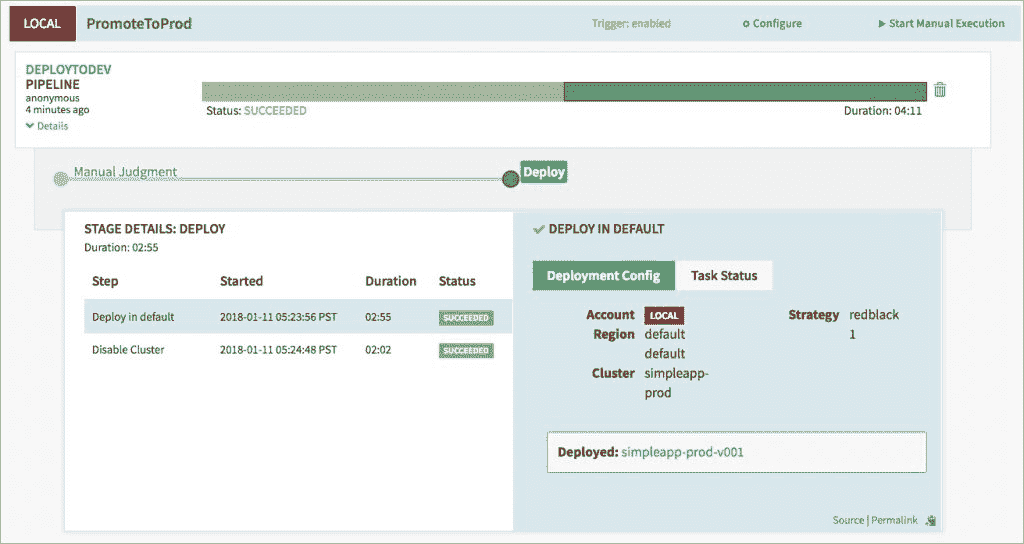 LOCAL PromoteToProd Trigger: enabled Configure Start Manual Execution
DEPLOYTODEV
PIPELINE
anonymous
4 minutes ago
Details
Status: SUCCEEDED Duration: 04:11
Manual Judgment Deploy
STAGE DETAILS: DEPLOY
Duration: 02:55
Step Started Duration Status
Deploy in default 2018-01-11 05:23:56 PST 02:55 SUCCEEDED
Disable Cluster 2018-01-11 05:24:48 PST 02:02 SUCCEEDED
DEPLOY IN DEFAULT
Deployment Config Task Status
Account LOCAL Strategy redblack
Region default 1
default
Cluster simpleapp-
prod
Deployed: simpleapp-prod-v001
Source | Permalink